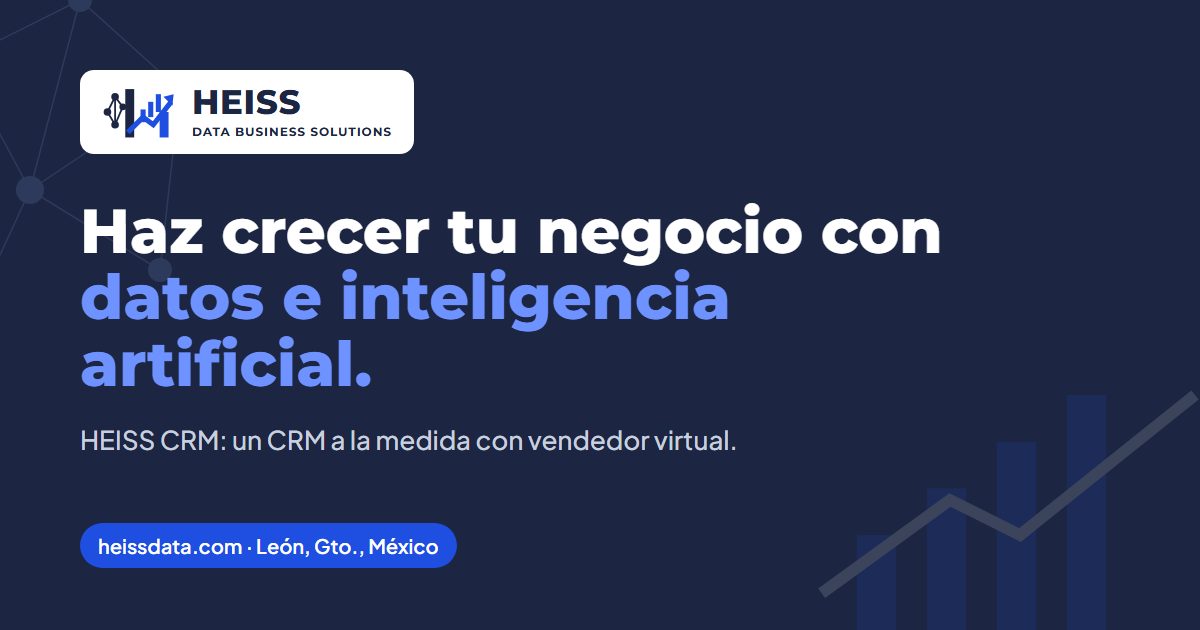 HEISS
DATA BUSINESS SOLUTIONS
Haz crecer tu negocio con
datos e inteligencia
artificial.
HEISS CRM: un CRM a la medida con vendedor virtual.
heissdata.com · León, Gto., México